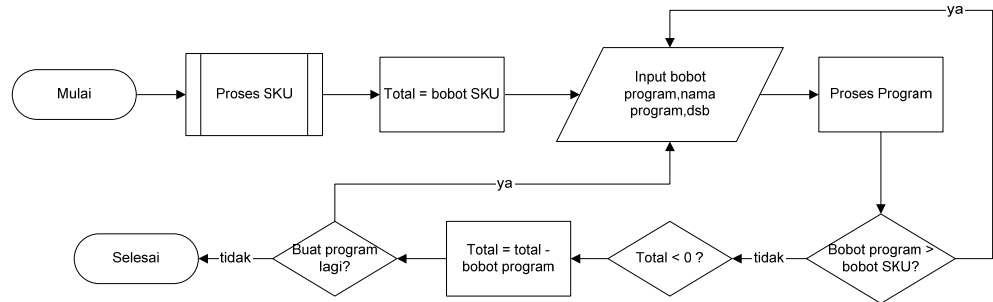 ya
Mulai
Proses SKU
Total = bobot SKU
Input bobot
program,nama
program,dsb
Proses Program
ya
Selesai
tidak
Buat program
lagi?
Total = total -
bobot program
Total < 0 ?
tidak
Bobot program >
bobot SKU?